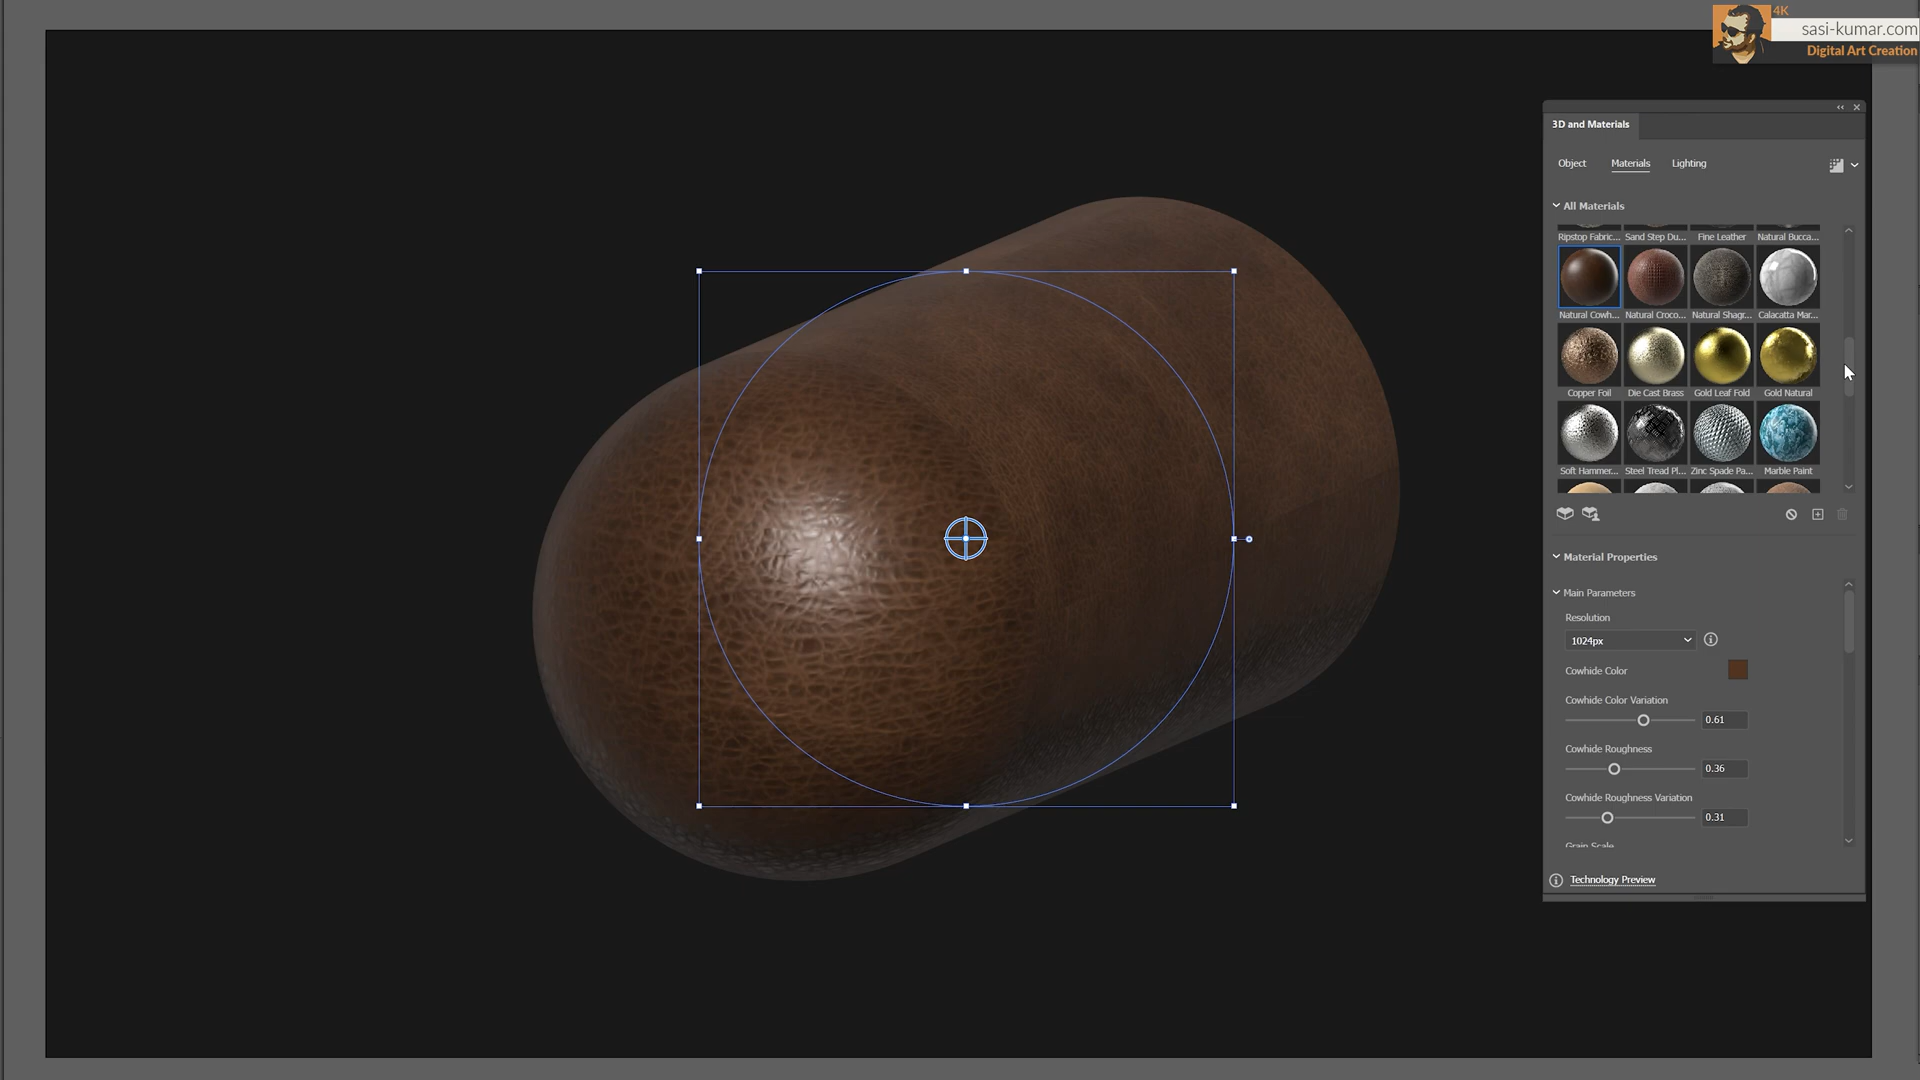 4K
sasi-kumar.com
Digital Art Creation
3D and Materials
Object Materials Lighting
All Materials
Ripstop Fabric... Sand Step Du... Fine Leather Natural Bucca...
Natural Cowh... Natural Croco... Natural Shagr... Calacatta Mar...
Copper Foil Die Cast Brass Gold Leaf Fold Gold Natural
Soft Hammer... Steel Tread Pl... Zinc Spade Pa... Marble Paint
Material Properties
Main Parameters
Resolution
1024px
Cowhide Color
Cowhide Color Variation
0.61
Cowhide Roughness
0.36
Cowhide Roughness Variation
0.31
Grain Scale
Technology Preview